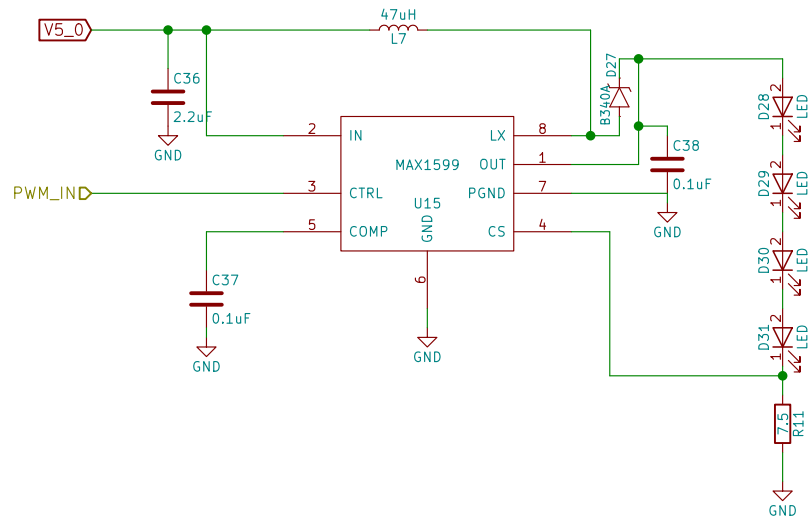 47uH
V5_0
L7
D27
B340A
C36
2.2uF
GND
D28
LED
2
1
2
IN
LX
8
MAX1599
OUT
1
C38
0.1uF
PWM_IN
3
CTRL
PGND
7
D29
LED
2
1
U15
5
COMP
GND
CS
4
GND
6
D30
LED
2
1
C37
0.1uF
GND
GND
D31
LED
2
1
7.5
R11
GND